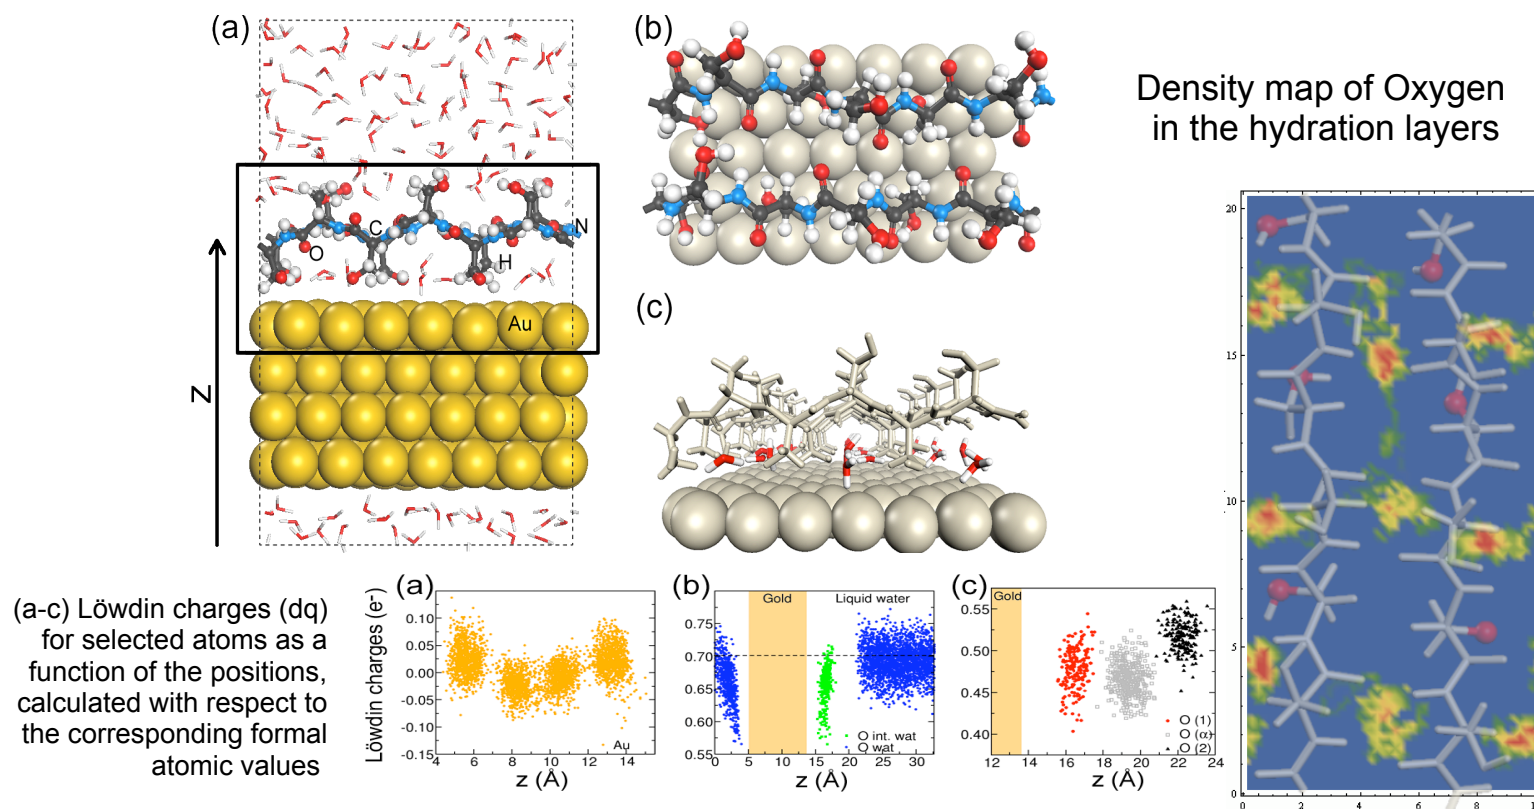 (a)
(b)
Density map of Oxygen
in the hydration layers
O
C
N
H
Au
Z
(c)
(a-c) Löwdin charges (dq)
for selected atoms as a
function of the positions,
calculated with respect to
the corresponding formal
atomic values
(a)
Löwdin charges (e⁻)
0.15
0.10
0.05
0.00
-0.05
-0.10
-0.15
4 6 8 10 12 14
z (Å)
Au
(b)
Gold
Liquid water
0.75
0.70
0.65
0.60
0.55
0 5 10 15 20 25 30
z (Å)
O int. wat
O wat
(c)
Gold
0.55
0.50
0.45
0.40
12 14 16 18 20 22 24
z (Å)
O (1)
O (α)
O (2)
20
15
10
5
0
0 2 4 6 8